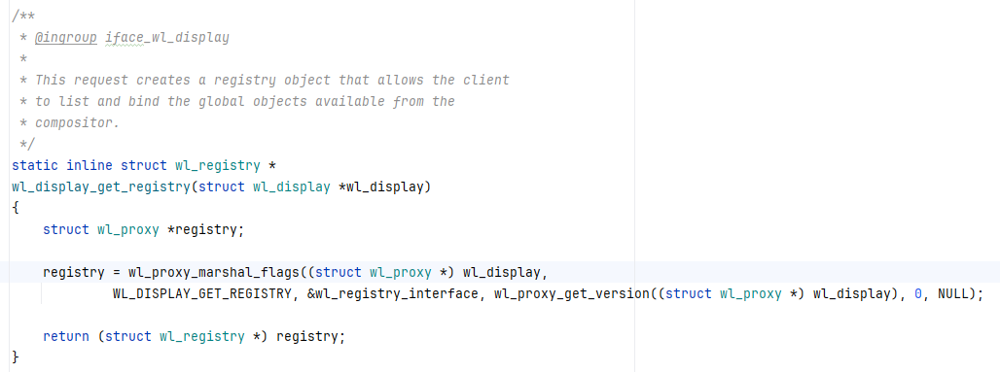 /**
 * @ingroup iface_wl_display
 *
 * This request creates a registry object that allows the client
 * to list and bind the global objects available from the
 * compositor.
 */
static inline struct wl_registry *
wl_display_get_registry(struct wl_display *wl_display)
{
    struct wl_proxy *registry;

    registry = wl_proxy_marshal_flags((struct wl_proxy *) wl_display,
             WL_DISPLAY_GET_REGISTRY, &wl_registry_interface, wl_proxy_get_version((struct wl_proxy *) wl_display), 0, NULL);

    return (struct wl_registry *) registry;
}